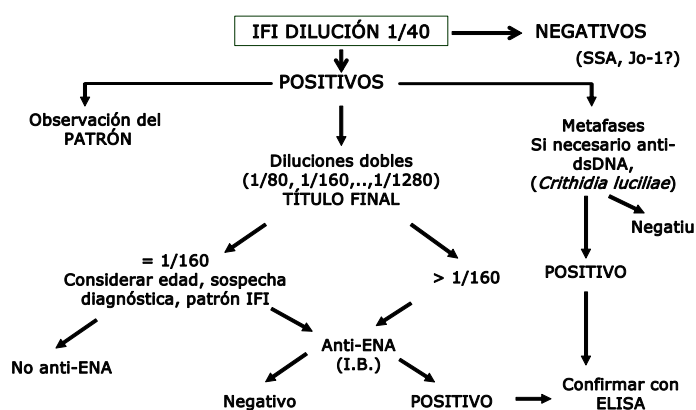 IFI DILUCIÓN 1/40
NEGATIVOS
(SSA, Jo-1?)
POSITIVOS
Observación del
PATRÓN
Diluciones dobles
(1/80, 1/160,..,1/1280)
TÍTULO FINAL
Metafases
Si necesario anti-
dsDNA,
(Crithidia luciliae)
Negatiu
POSITIVO
= 1/160
Considerar edad, sospecha
diagnóstica, patrón IFI
> 1/160
No anti-ENA
Anti-ENA
(I.B.)
Negativo
POSITIVO
Confirmar con
ELISA